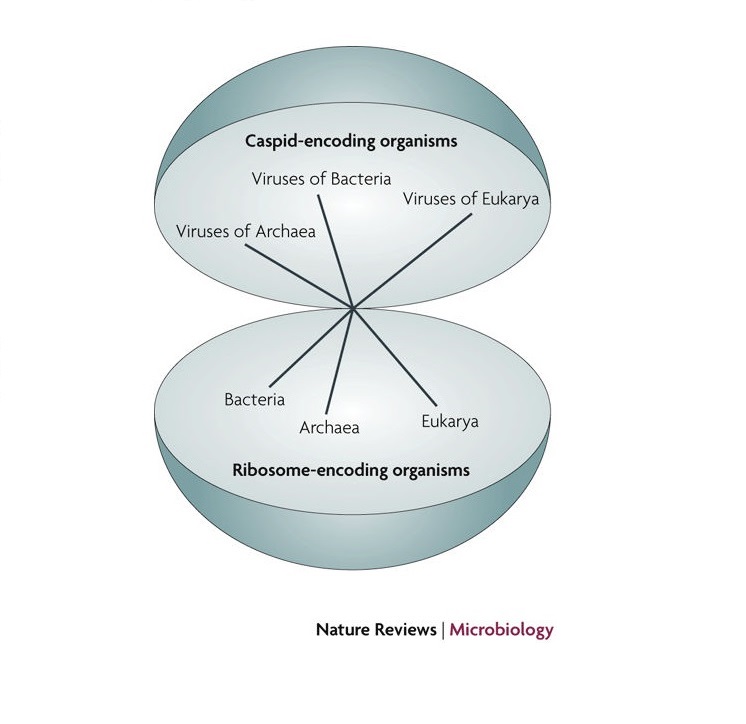 Caspid-encoding organisms
Viruses of Bacteria
Viruses of Eukarya
Viruses of Archaea
Bacteria
Archaea
Eukarya
Ribosome-encoding organisms
Nature Reviews | Microbiology